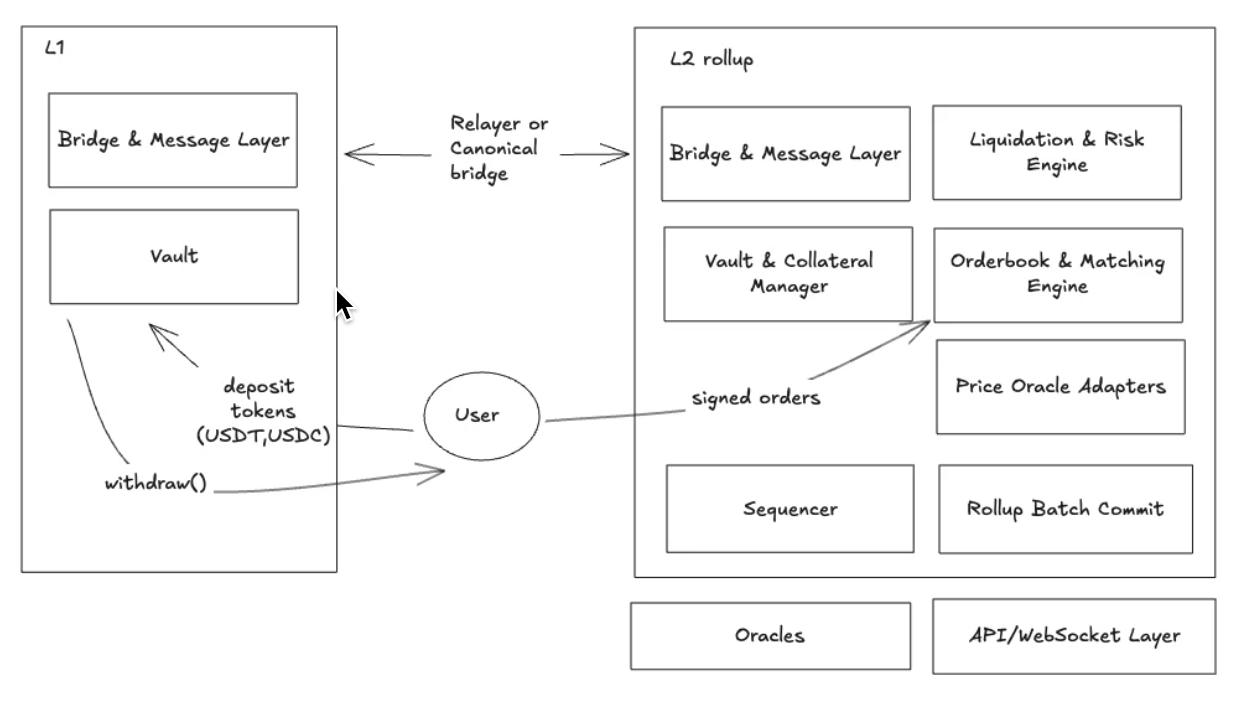 L1
Bridge & Message Layer
Vault
deposit
tokens
(USDT,USDC)
withdraw()
Relayer or
Canonical
bridge
User
signed orders
L2 rollup
Bridge & Message Layer
Liquidation & Risk
Engine
Vault & Collateral
Manager
Orderbook & Matching
Engine
Price Oracle Adapters
Sequencer
Rollup Batch Commit
Oracles
API/WebSocket Layer